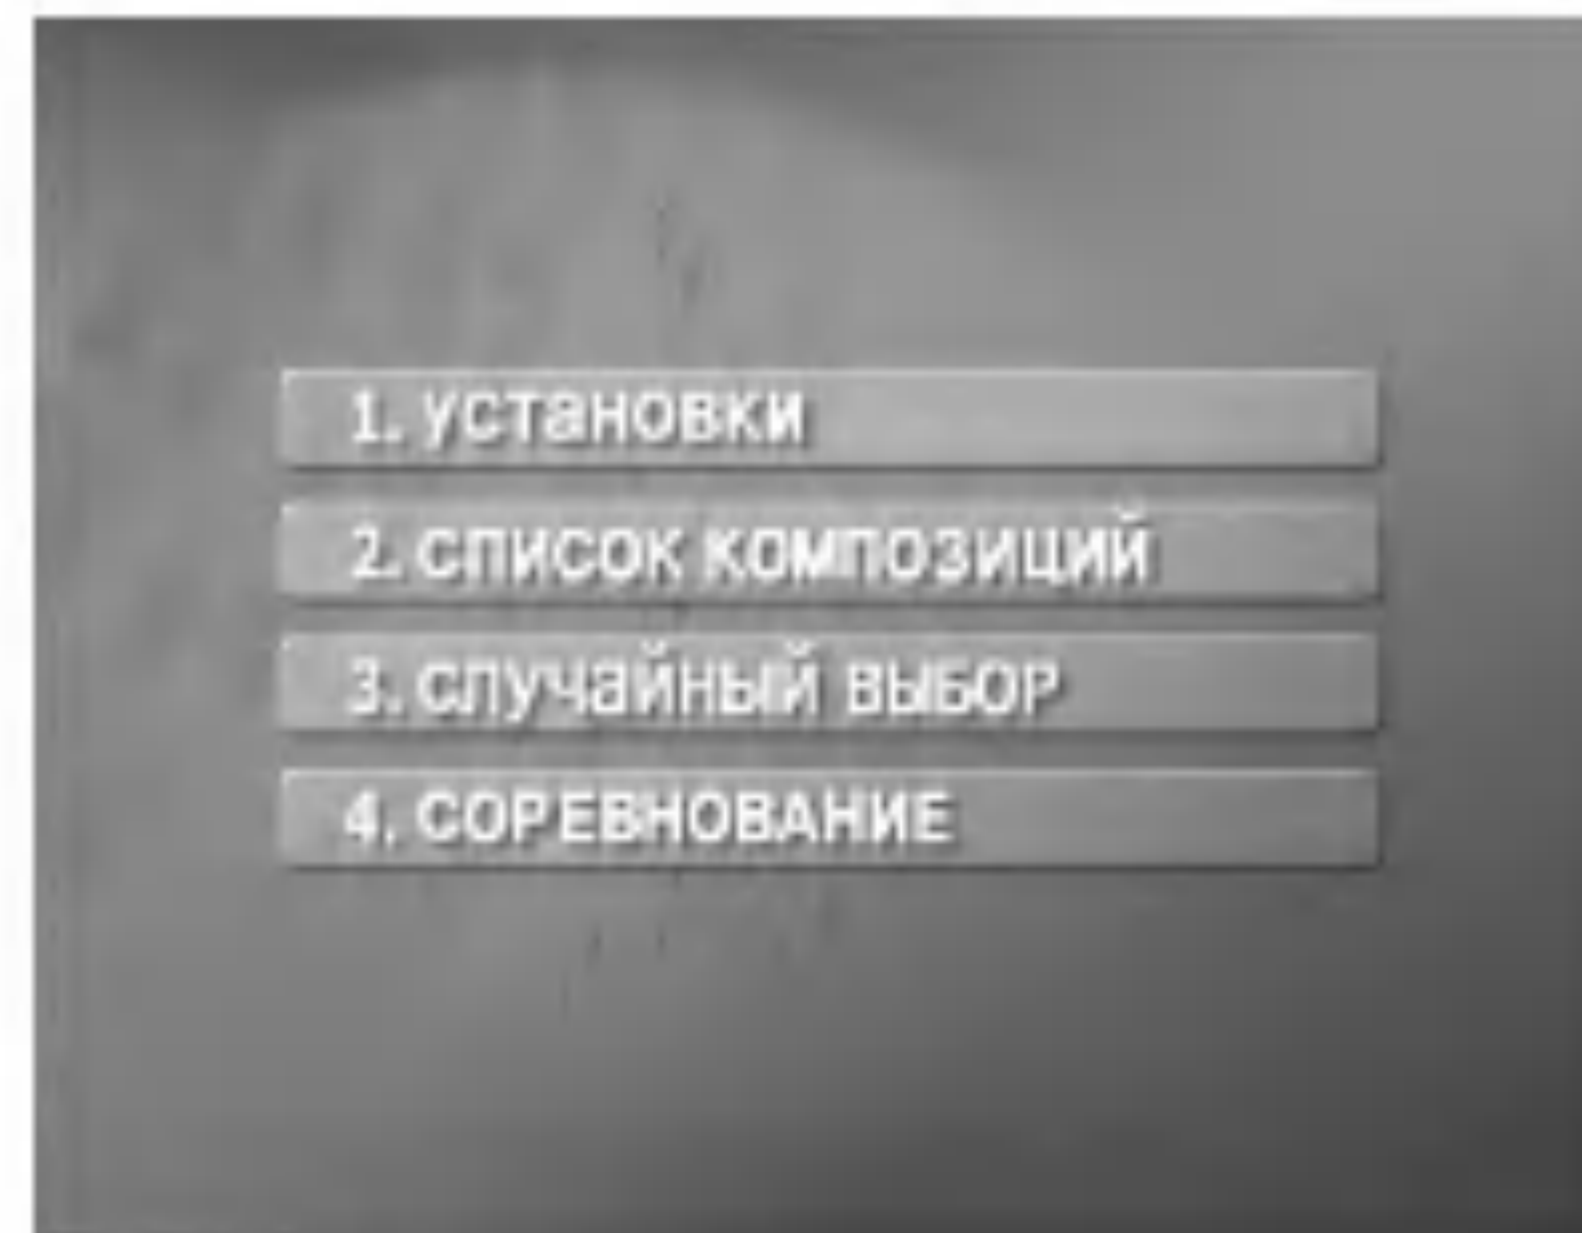 1. УСТаНОВКИ
2. СПИСОК КОМПОЗИЦИЙ
3. СЛУЧаЙНЫЙ ВЫБОР
4. СОРЕВНОВАНИЕ